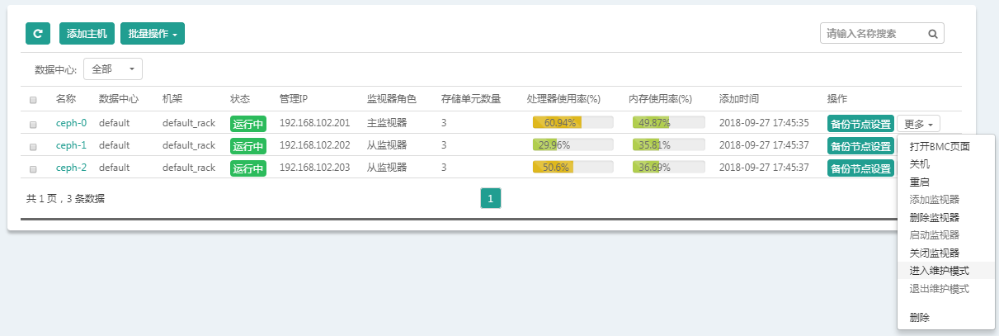 添加主机 批量操作 请输入名称搜索
数据中心: 全部
名称 数据中心 机架 状态 管理IP 监视器角色 存储单元数量 处理器使用率(%) 内存使用率(%) 添加时间 操作
ceph-0 default default_rack 运行中 192.168.102.201 主监视器 3 60.94% 49.87% 2018-09-27 17:45:35 备份节点设置 更多
ceph-1 default default_rack 运行中 192.168.102.202 从监视器 3 29.96% 35.81% 2018-09-27 17:45:37 备份节点设置
ceph-2 default default_rack 运行中 192.168.102.203 从监视器 3 50.6% 36.69% 2018-09-27 17:45:37 备份节点设置
共 1 页，3 条数据 1
打开BMC页面
关机
重启
添加监视器
删除监视器
启动监视器
关闭监视器
进入维护模式
退出维护模式
删除